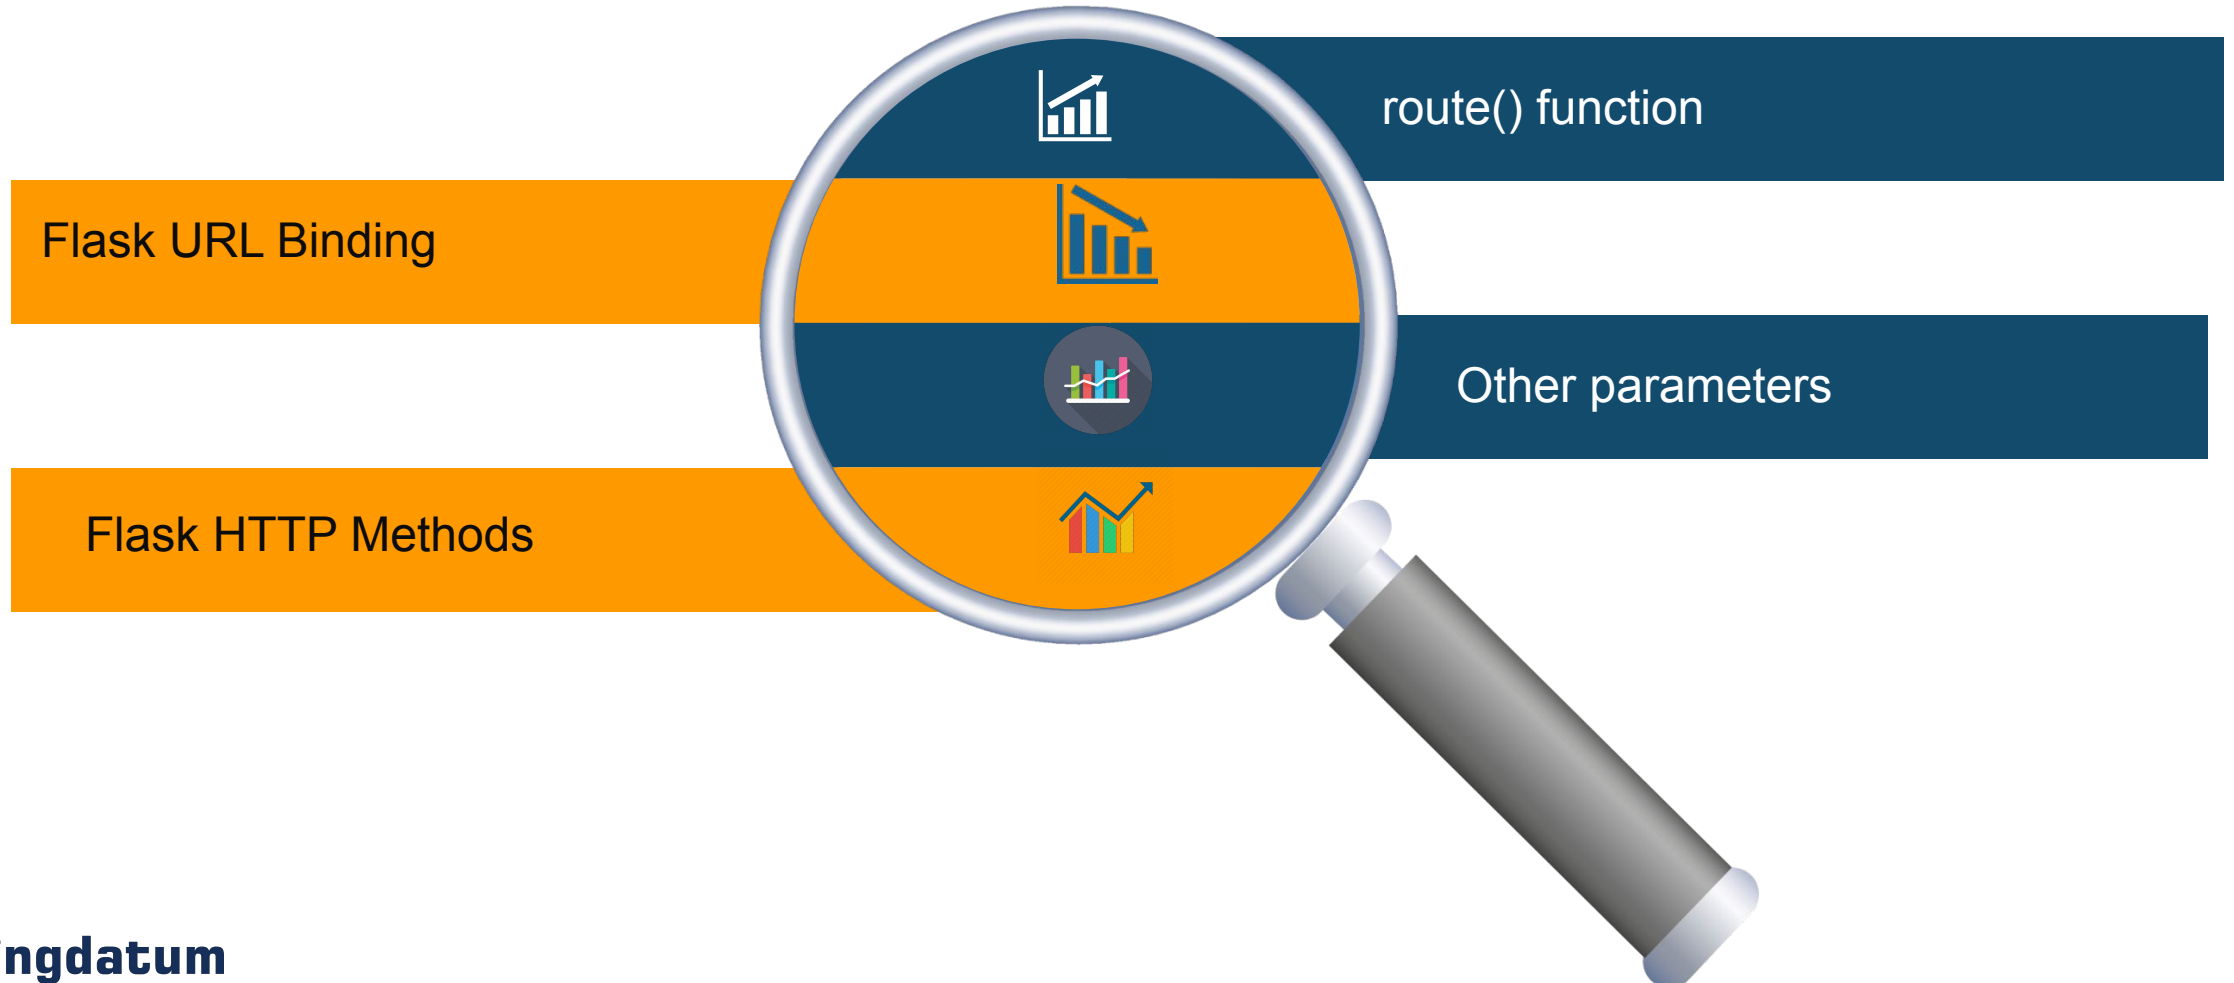 route() function
Flask URL Binding
Other parameters
Flask HTTP Methods
ngdatum